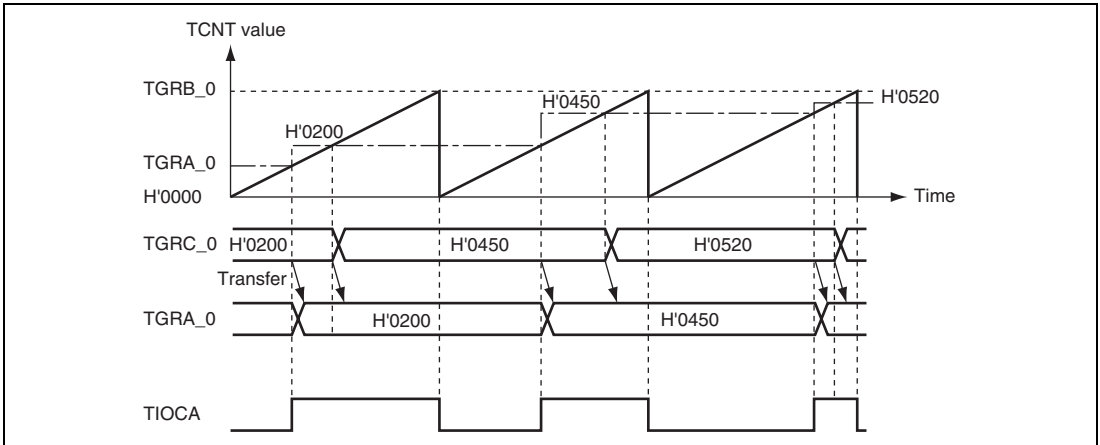 TCNT value
TGRB_0
H'0520
H'0450
H'0200
TGRA_0
H'0000
Time
TGRC_0 H'0200 H'0450 H'0520
Transfer
TGRA_0 H'0200 H'0450
TIOCA